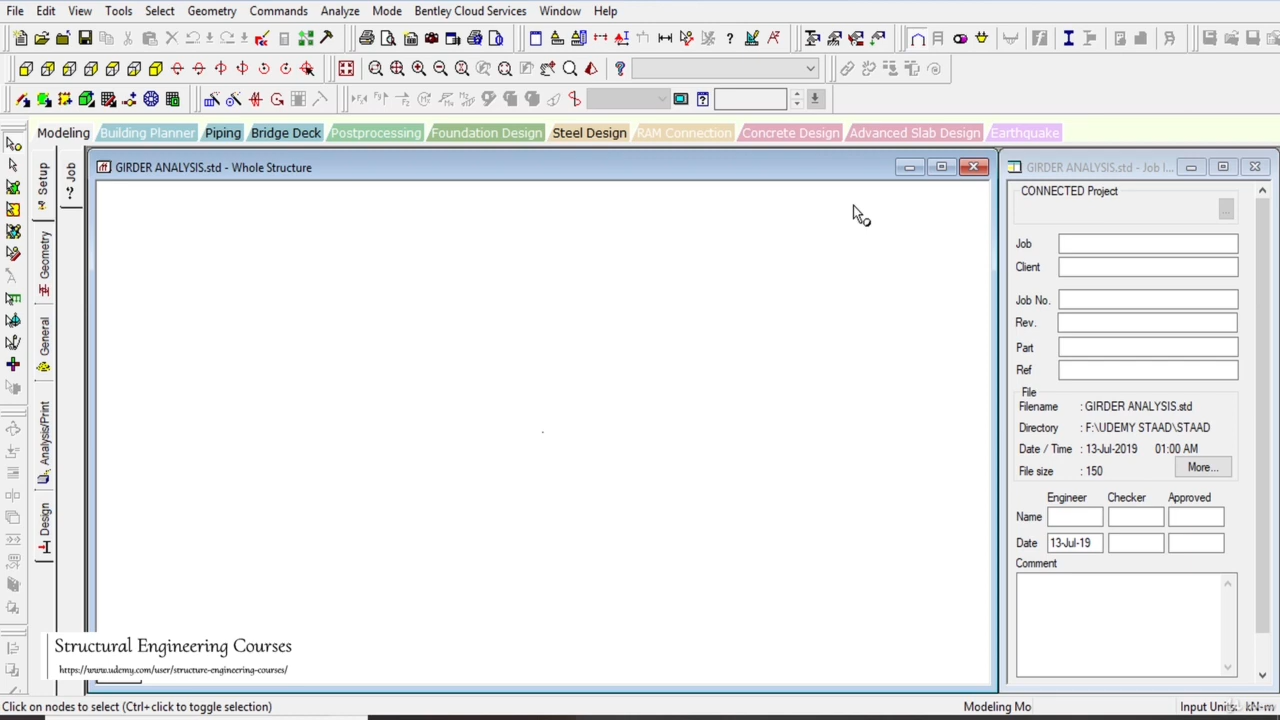 File Edit View Tools Select Geometry Commands Analyze Mode Bentley Cloud Services Window Help
Modeling Building Planner Piping Bridge Deck Postprocessing Foundation Design Steel Design RAM Connection Concrete Design Advanced Slab Design Earthquake
GIRDER ANALYSIS.std - Whole Structure
GIRDER ANALYSIS.std - Job I...
Setup
Job
Geometry
General
Analysis/Print
Design
CONNECTED Project
...
Job
Client
Job No.
Rev.
Part
Ref
File
Filename : GIRDER ANALYSIS.std
Directory : F:\UDEMY STAAD\STAAD
Date / Time : 13-Jul-2019 01:00 AM
File size : 150 More...
Engineer Checker Approved
Name
Date 13-Jul-19
Comment
Structural Engineering Courses
https://www.udemy.com/user/structure-engineering-courses/
Click on nodes to select (Ctrl+click to toggle selection) Modeling Mo Input Units: kN-m